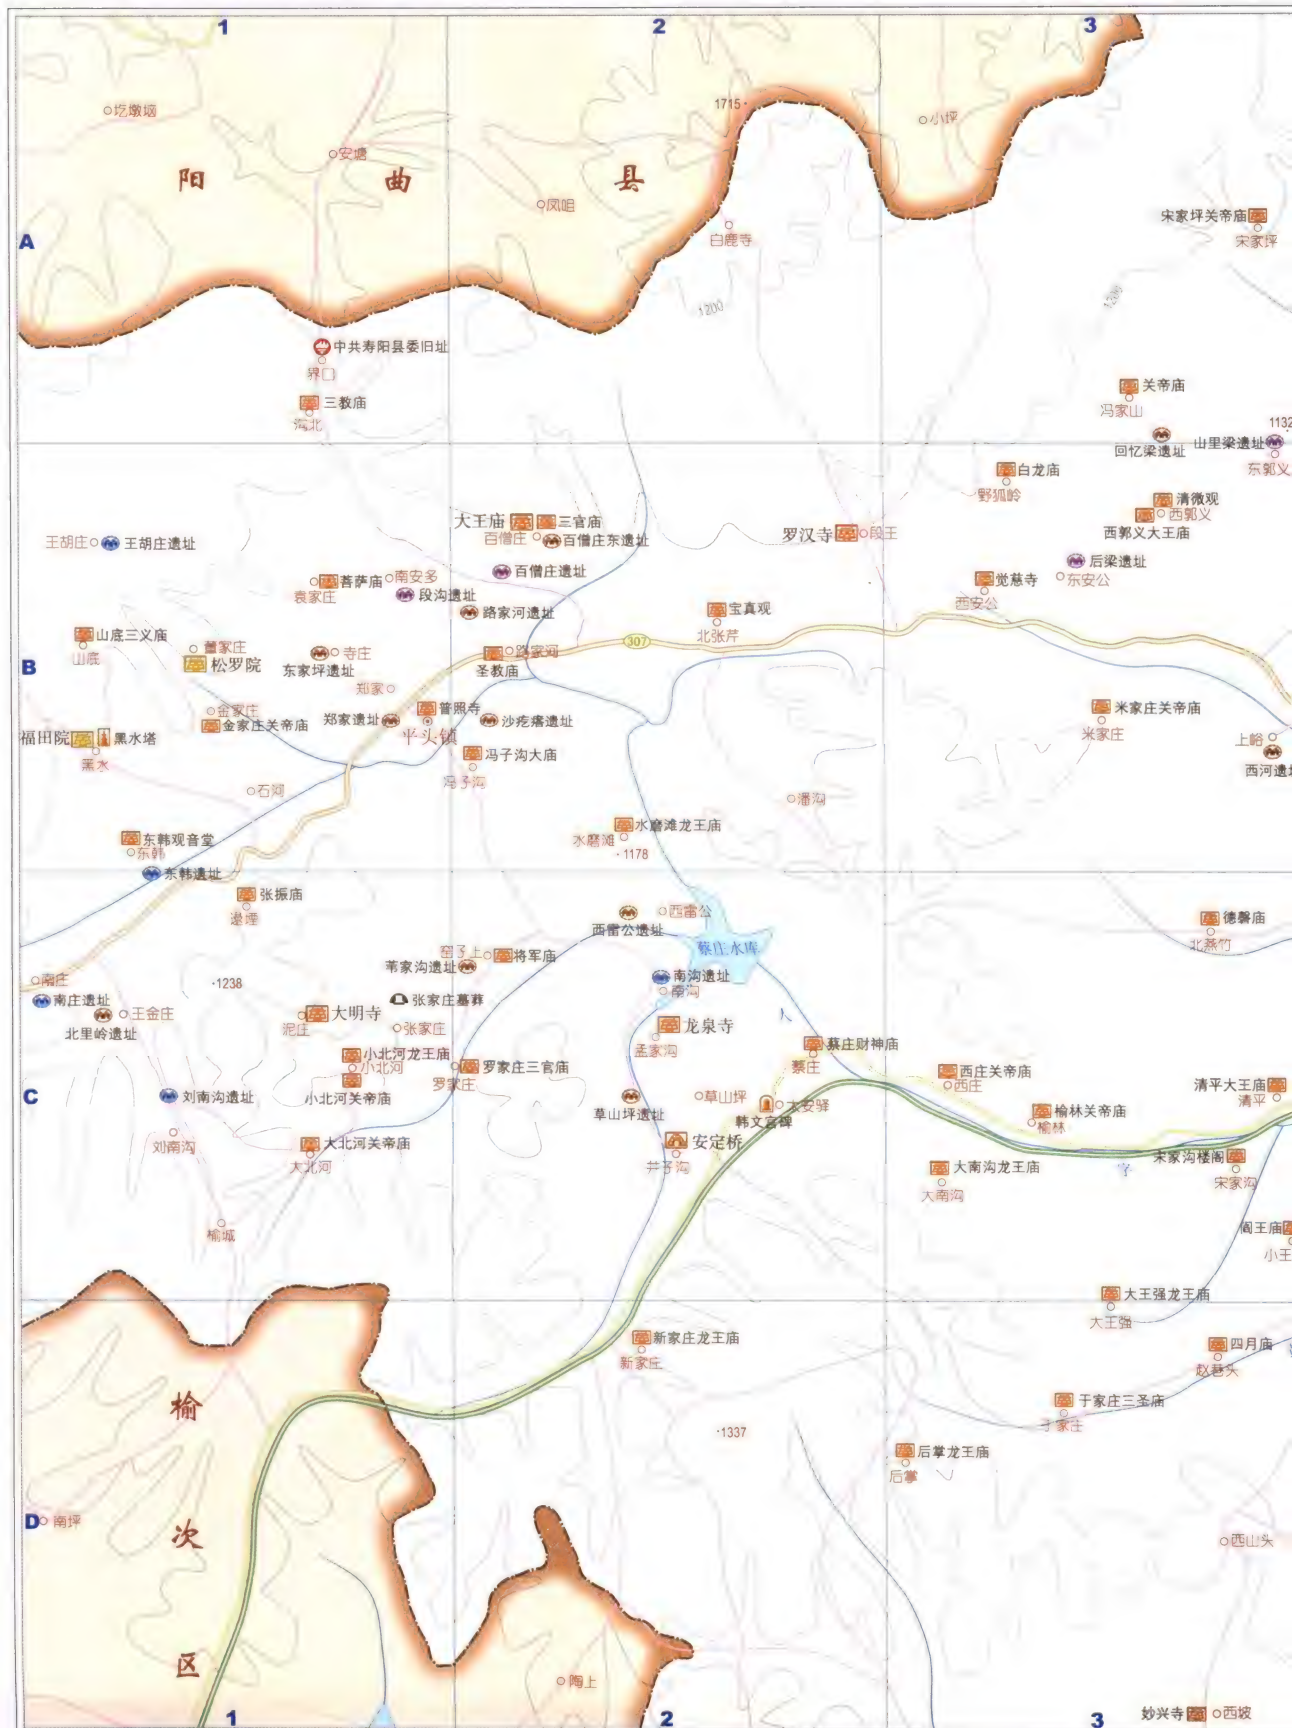 1
2
3
圪墩垴
1715
小坪
安塘
阳
曲
县
凤咀
宋家坪关帝庙
白鹿寺
宋家坪
A
1200
1200
中共寿阳县委旧址
界口
关帝庙
三教庙
冯家山
沟北
1132
回忆梁遗址
山里梁遗址
东郭义
白龙庙
野狐岭
清微观
西郭义
大王庙
三官庙
西郭义大王庙
罗汉寺
段王
百僧庄
百僧庄东遗址
王胡庄
王胡庄遗址
后梁遗址
百僧庄遗址
南安多
菩萨庙
觉慈寺
东安公
袁家庄
段沟遗址
西安公
路家河遗址
宝真观
北张芹
山底三义庙
307
山底
董家庄
寺庄
路家河
B
松罗院
东家坪遗址
圣教庙
郑家
金家庄
普照寺
米家庄关帝庙
金家庄关帝庙
郑家遗址
沙疙瘩遗址
福田院
黑水塔
平头镇
米家庄
上峪
黑水
冯子沟大庙
西河遗址
冯子沟
石河
潘沟
水磨滩龙王庙
东韩观音堂
水磨滩
东韩
1178
东韩遗址
张振庙
西雷公
德馨庙
西雷公遗址
北燕竹
窑子上
将军庙
蔡庄水库
苇家沟遗址
南沟遗址
南庄
1238
南沟
南庄遗址
张家庄墓葬
王金庄
大明寺
人
北里岭遗址
泥庄
张家庄
龙泉寺
孟家沟
蔡庄财神庙
小北河龙王庙
小北河
罗家庄三官庙
蔡庄
西庄关帝庙
罗家庄
西庄
清平大王庙
C
刘南沟遗址
小北河关帝庙
草山坪
太安驿
清平
草山坪遗址
韩文宫碑
榆林关帝庙
榆林
刘南沟
大北河关帝庙
安定桥
宋家沟楼阁
大北河
井子沟
大南沟龙王庙
字
宋家沟
大南沟
榆城
阎王庙
小王
大王强龙王庙
大王强
新家庄龙王庙
四月庙
新家庄
赵巷头
榆
于家庄三圣庙
于家庄
1337
后掌龙王庙
后掌
D
南坪
次
西山头
区
陶上
妙兴寺
西坡
1
2
3